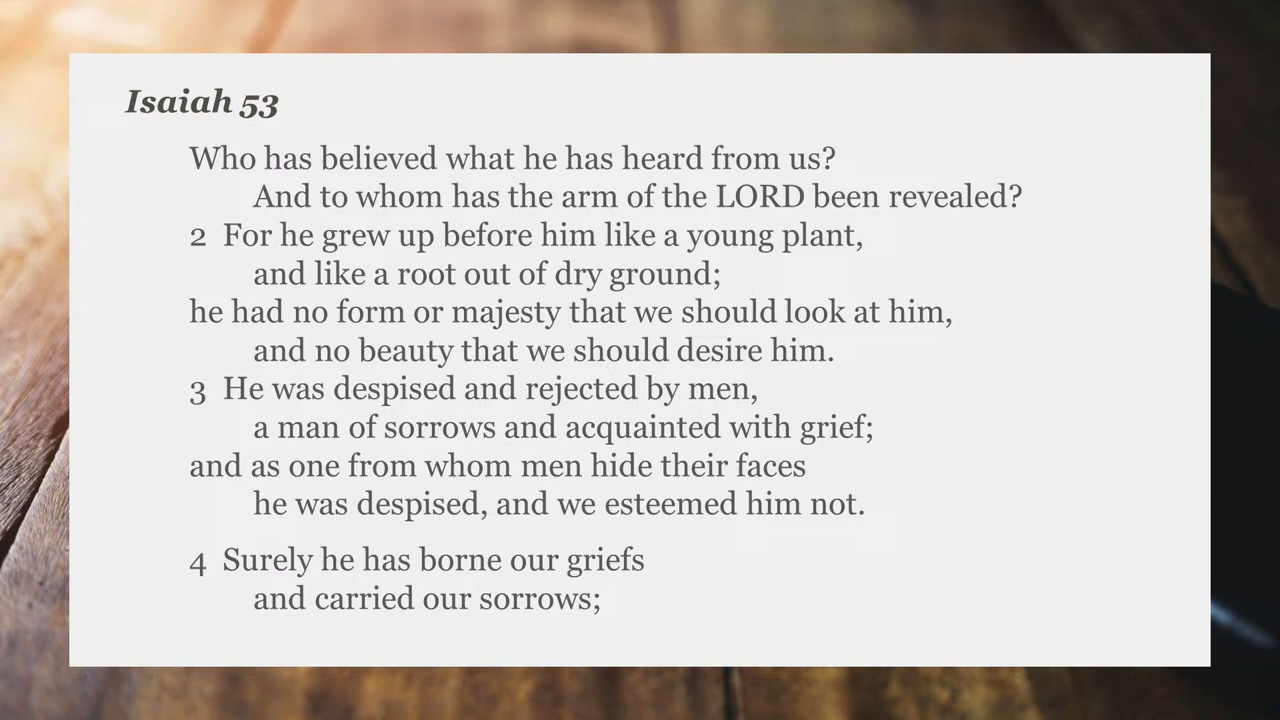 Isaiah 53
Who has believed what he has heard from us?
And to whom has the arm of the LORD been revealed?
2 For he grew up before him like a young plant,
and like a root out of dry ground;
he had no form or majesty that we should look at him,
and no beauty that we should desire him.
3 He was despised and rejected by men,
a man of sorrows and acquainted with grief;
and as one from whom men hide their faces
he was despised, and we esteemed him not.
4 Surely he has borne our griefs
and carried our sorrows;